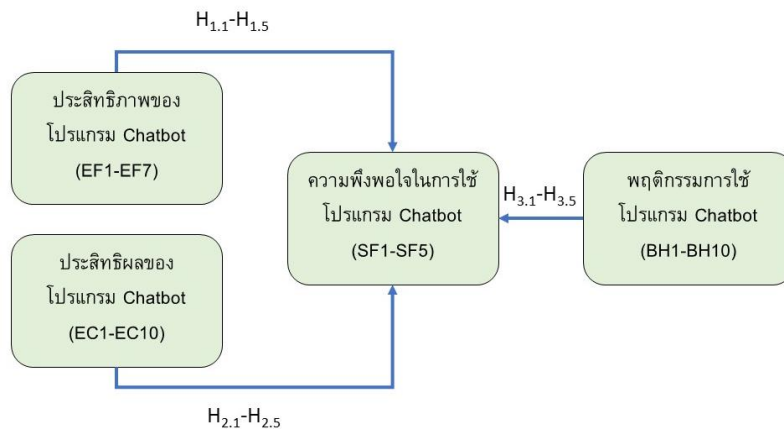 H1.1-H1.5
ประสิทธิภาพของ
โปรแกรม Chatbot
(EF1-EF7)
ความพึงพอใจในการใช้
โปรแกรม Chatbot
(SF1-SF5)
H3.1-H3.5
พฤติกรรมการใช้
โปรแกรม Chatbot
(BH1-BH10)
ประสิทธิผลของ
โปรแกรม Chatbot
(EC1-EC10)
H2.1-H2.5